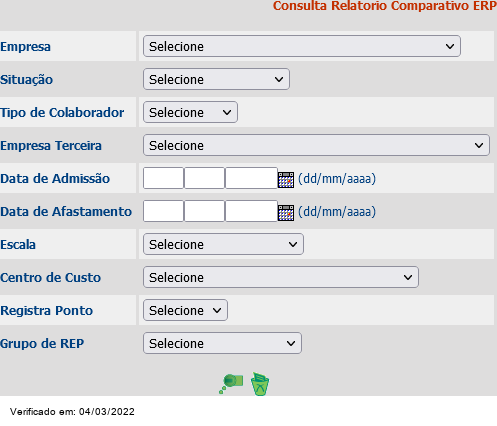 Consulta Relatorio Comparativo ERP
Empresa Selecione
Situação Selecione
Tipo de Colaborador Selecione
Empresa Terceira Selecione
Data de Admissão (dd/mm/aaaa)
Data de Afastamento (dd/mm/aaaa)
Escala Selecione
Centro de Custo Selecione
Registra Ponto Selecione
Grupo de REP Selecione
Verificado em: 04/03/2022